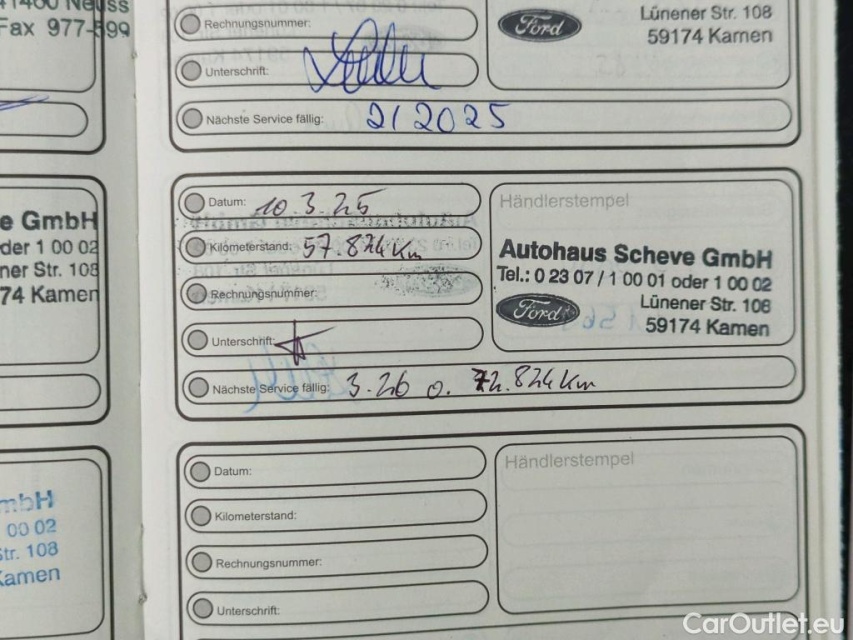 41460 Neuss
Fax 977-599
Rechnungsnummer:
Unterschrift:
Nächste Service fällig: 2/2025
Ford
Lünener Str. 108
59174 Kamen
e GmbH
der 1 00 02
ner Str. 108
74 Kamen
Datum: 10.3.25
Kilometerstand: 57.824 Km
Rechnungsnummer:
Unterschrift:
Nächste Service fällig: 3.26 o. 72.824 Km
Händlerstempel
Autohaus Scheve GmbH
Tel.: 0 23 07 / 1 00 01 oder 1 00 02
Ford
Lünener Str. 106
59174 Kamen
mbH
00 02
Str. 108
Kamen
Datum:
Kilometerstand:
Rechnungsnummer:
Unterschrift:
Händlerstempel
CarOutlet.eu